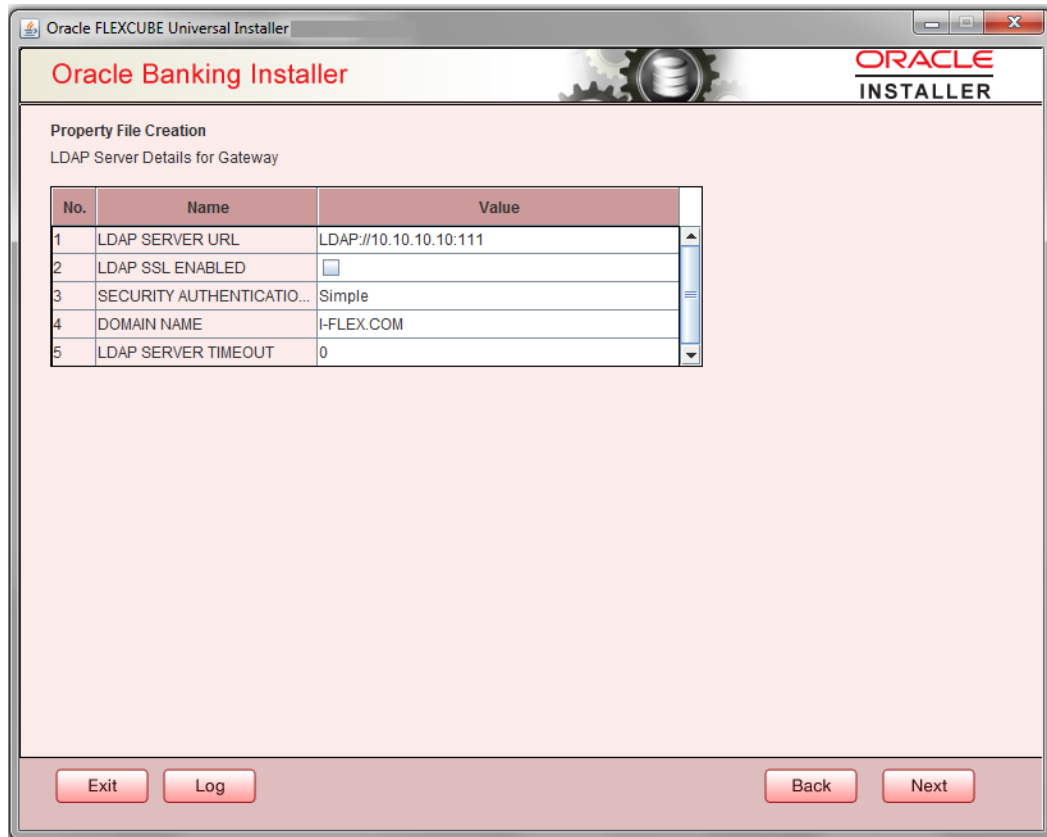 Oracle FLEXCUBE Universal Installer
Oracle Banking Installer
ORACLE
INSTALLER
Property File Creation
LDAP Server Details for Gateway
No. Name Value
1 LDAP SERVER URL LDAP://10.10.10.10:111
2 LDAP SSL ENABLED
3 SECURITY AUTHENTICATIO... Simple
4 DOMAIN NAME I-FLEX.COM
5 LDAP SERVER TIMEOUT 0
Exit Log Back Next